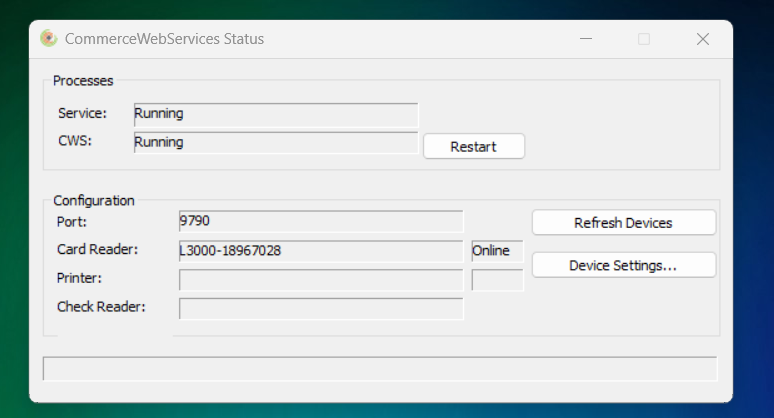 CommerceWebServices Status
Processes
Service: Running
CWS: Running Restart
Configuration
Port: 9790 Refresh Devices
Card Reader: L3000-18967028 Online
Device Settings...
Printer:
Check Reader: